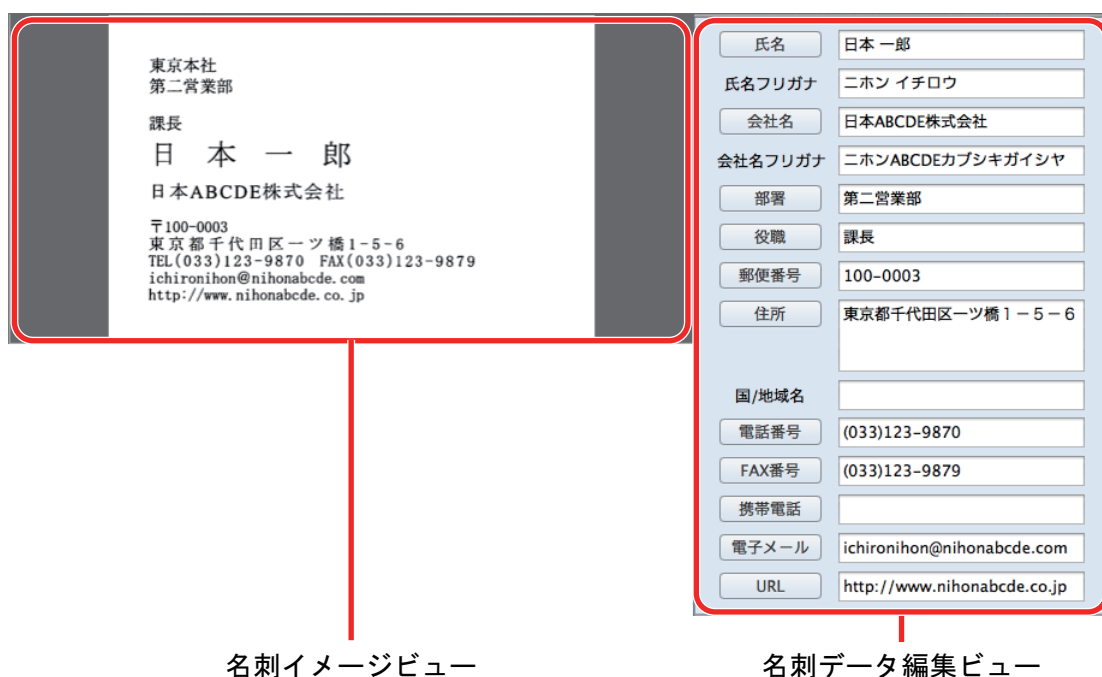 東京本社
第二営業部
課長
日 本 一 郎
日本ABCDE株式会社
〒100-0003
東京都千代田区一ツ橋1-5-6
TEL(033)123-9870 FAX(033)123-9879
ichironihon@nihonabcde.com
http://www.nihonabcde.co.jp
氏名 日本 一郎
氏名フリガナ ニホン イチロウ
会社名 日本ABCDE株式会社
会社名フリガナ ニホンABCDEカブシキガイシヤ
部署 第二営業部
役職 課長
郵便番号 100-0003
住所 東京都千代田区一ツ橋1－5－6
国/地域名
電話番号 (033)123-9870
FAX番号 (033)123-9879
携帯電話
電子メール ichironihon@nihonabcde.com
URL http://www.nihonabcde.co.jp
名刺イメージビュー
名刺データ編集ビュー